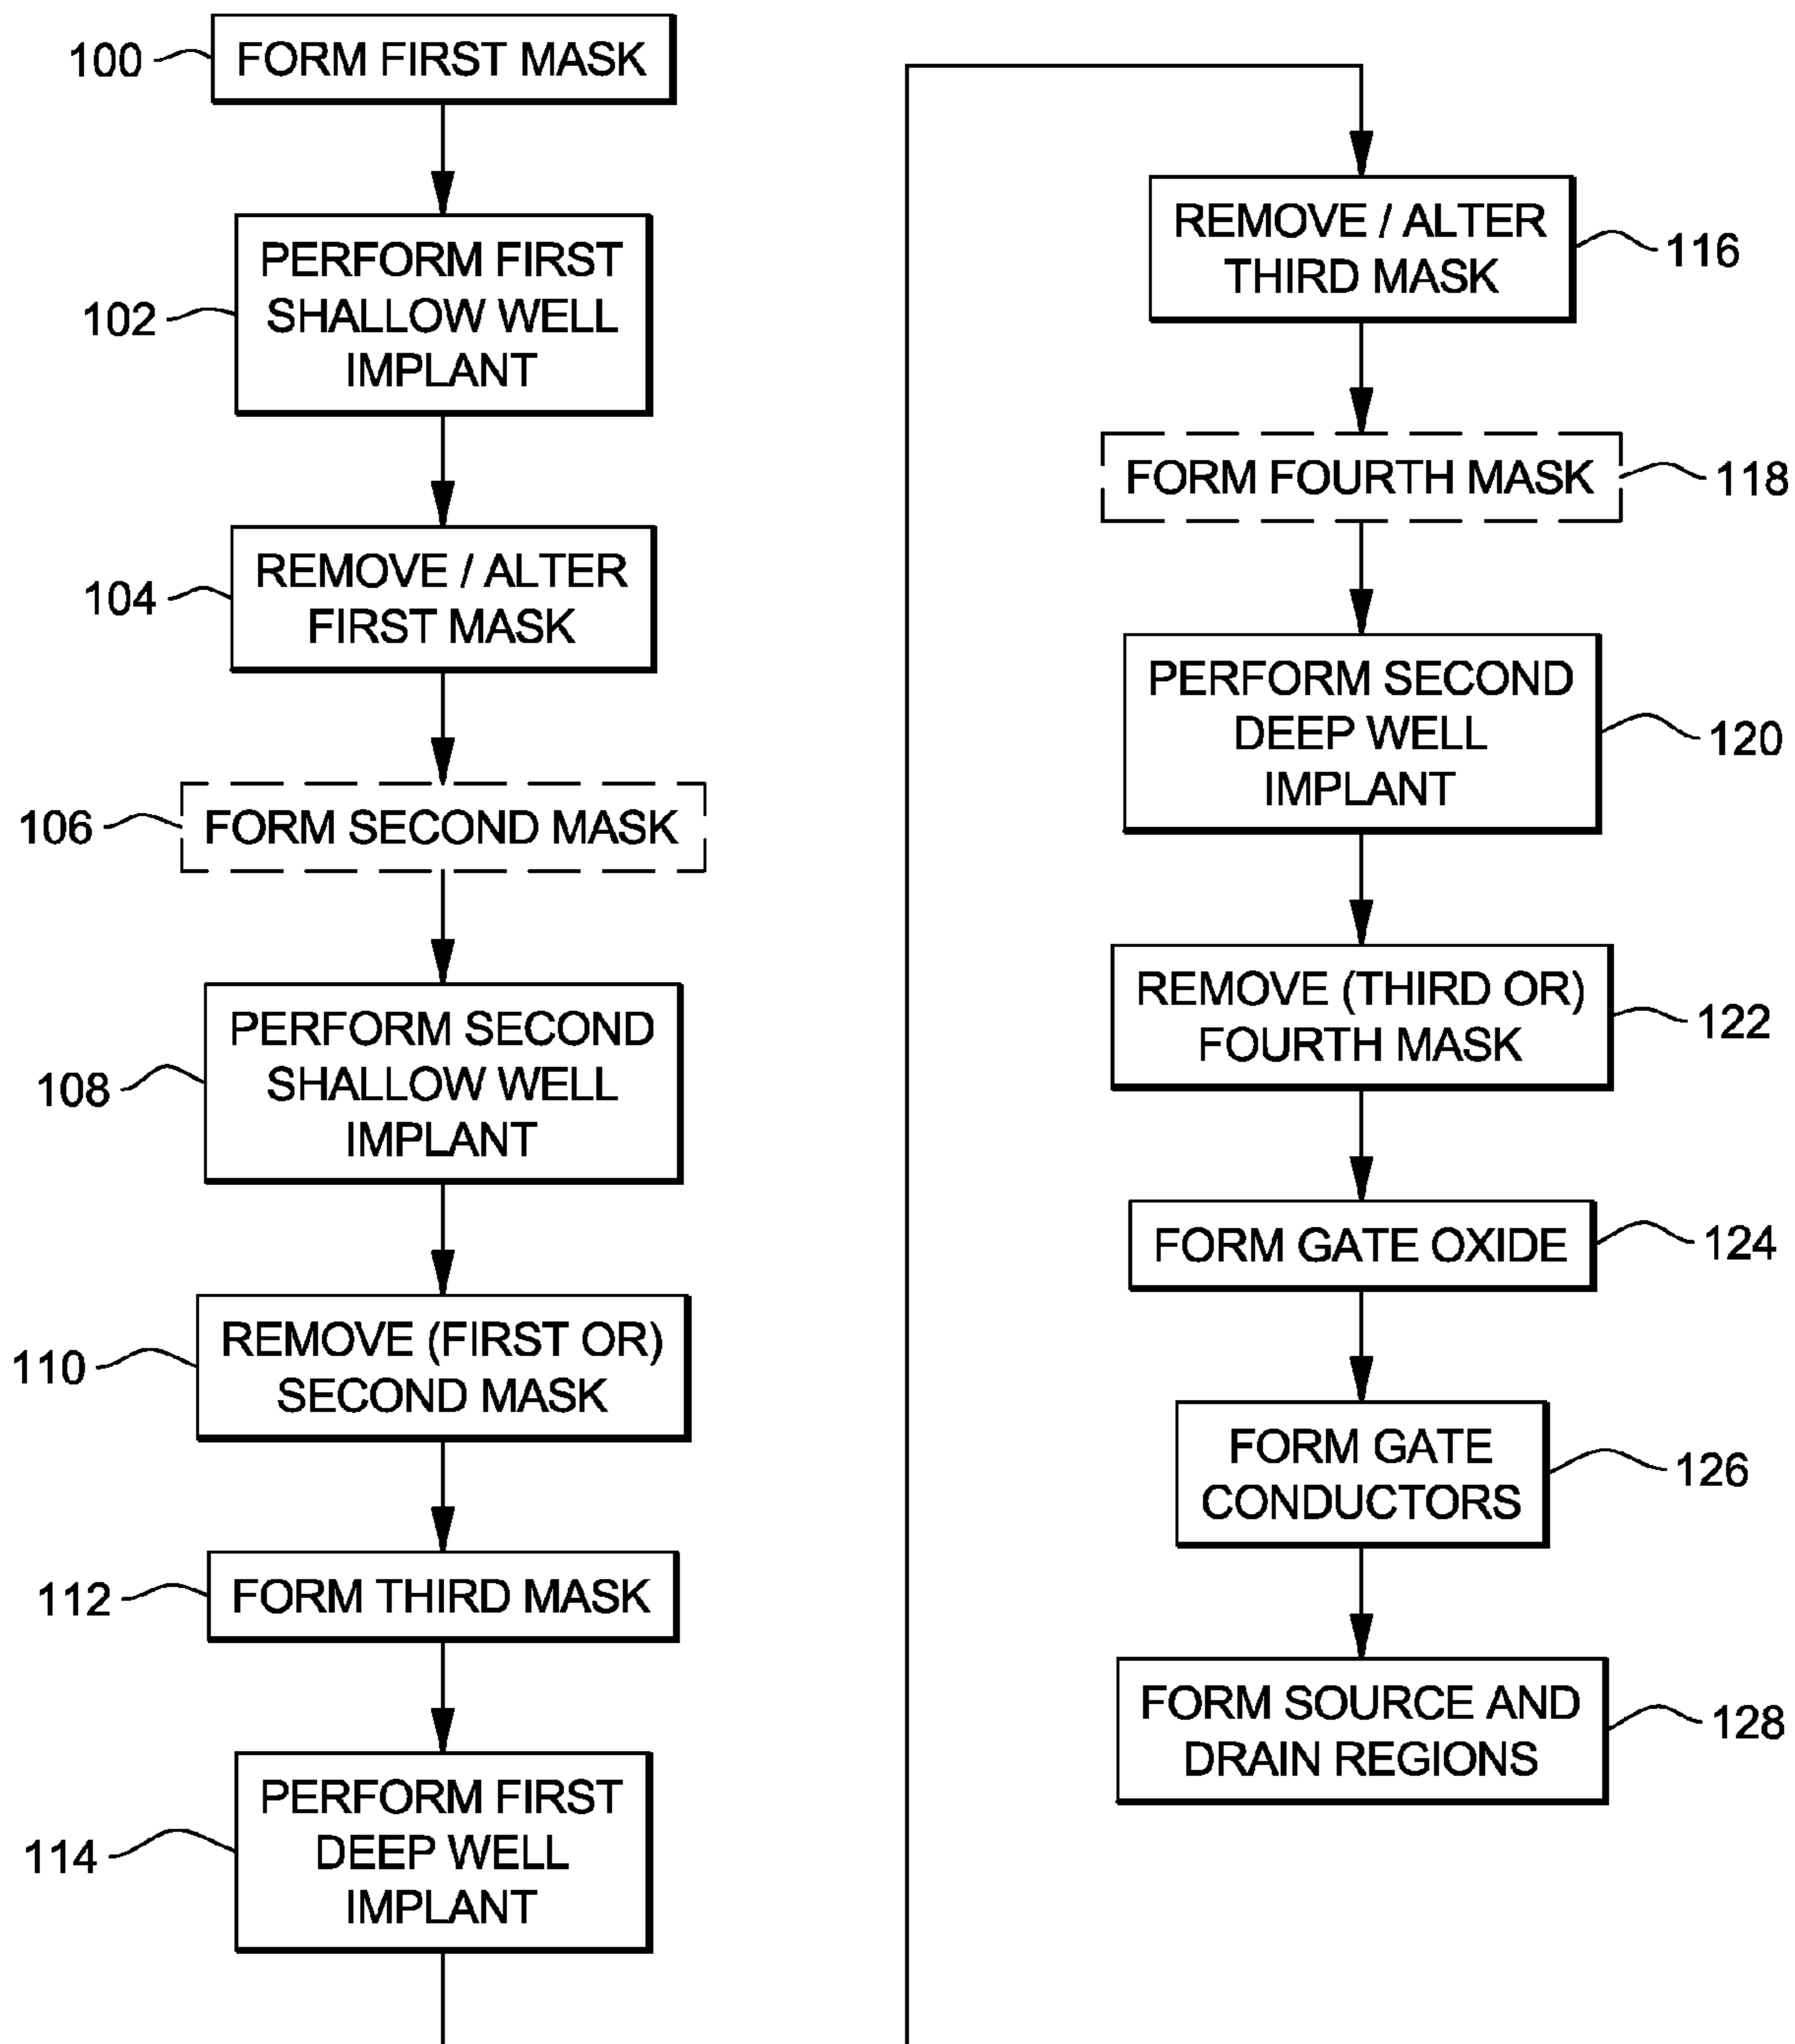 100
FORM FIRST MASK
102
PERFORM FIRST
SHALLOW WELL
IMPLANT
104
REMOVE / ALTER
FIRST MASK
106
FORM SECOND MASK
108
PERFORM SECOND
SHALLOW WELL
IMPLANT
110
REMOVE (FIRST OR)
SECOND MASK
112
FORM THIRD MASK
114
PERFORM FIRST
DEEP WELL
IMPLANT
REMOVE / ALTER
THIRD MASK
116
FORM FOURTH MASK
118
PERFORM SECOND
DEEP WELL
IMPLANT
120
REMOVE (THIRD OR)
FOURTH MASK
122
FORM GATE OXIDE
124
FORM GATE
CONDUCTORS
126
FORM SOURCE AND
DRAIN REGIONS
128